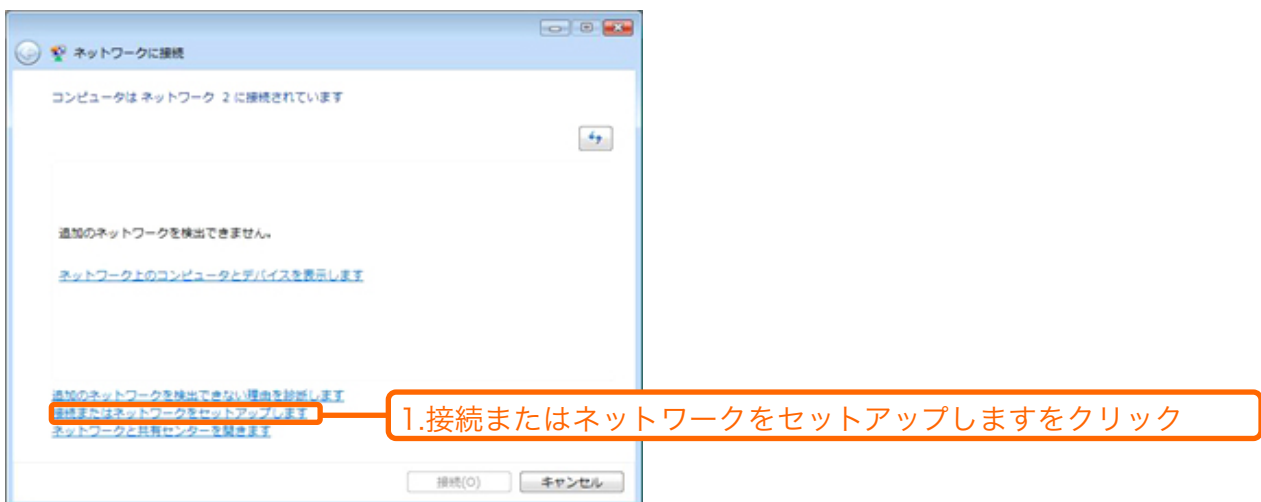 ネットワークに接続
コンピュータは ネットワーク 2 に接続されています
追加のネットワークを検出できません。
ネットワーク上のコンピュータとデバイスを表示します
追加のネットワークを検出できない理由を診断します
接続またはネットワークをセットアップします
1.接続またはネットワークをセットアップしますをクリック
ネットワークと共有センターを開きます
接続(O)
キャンセル